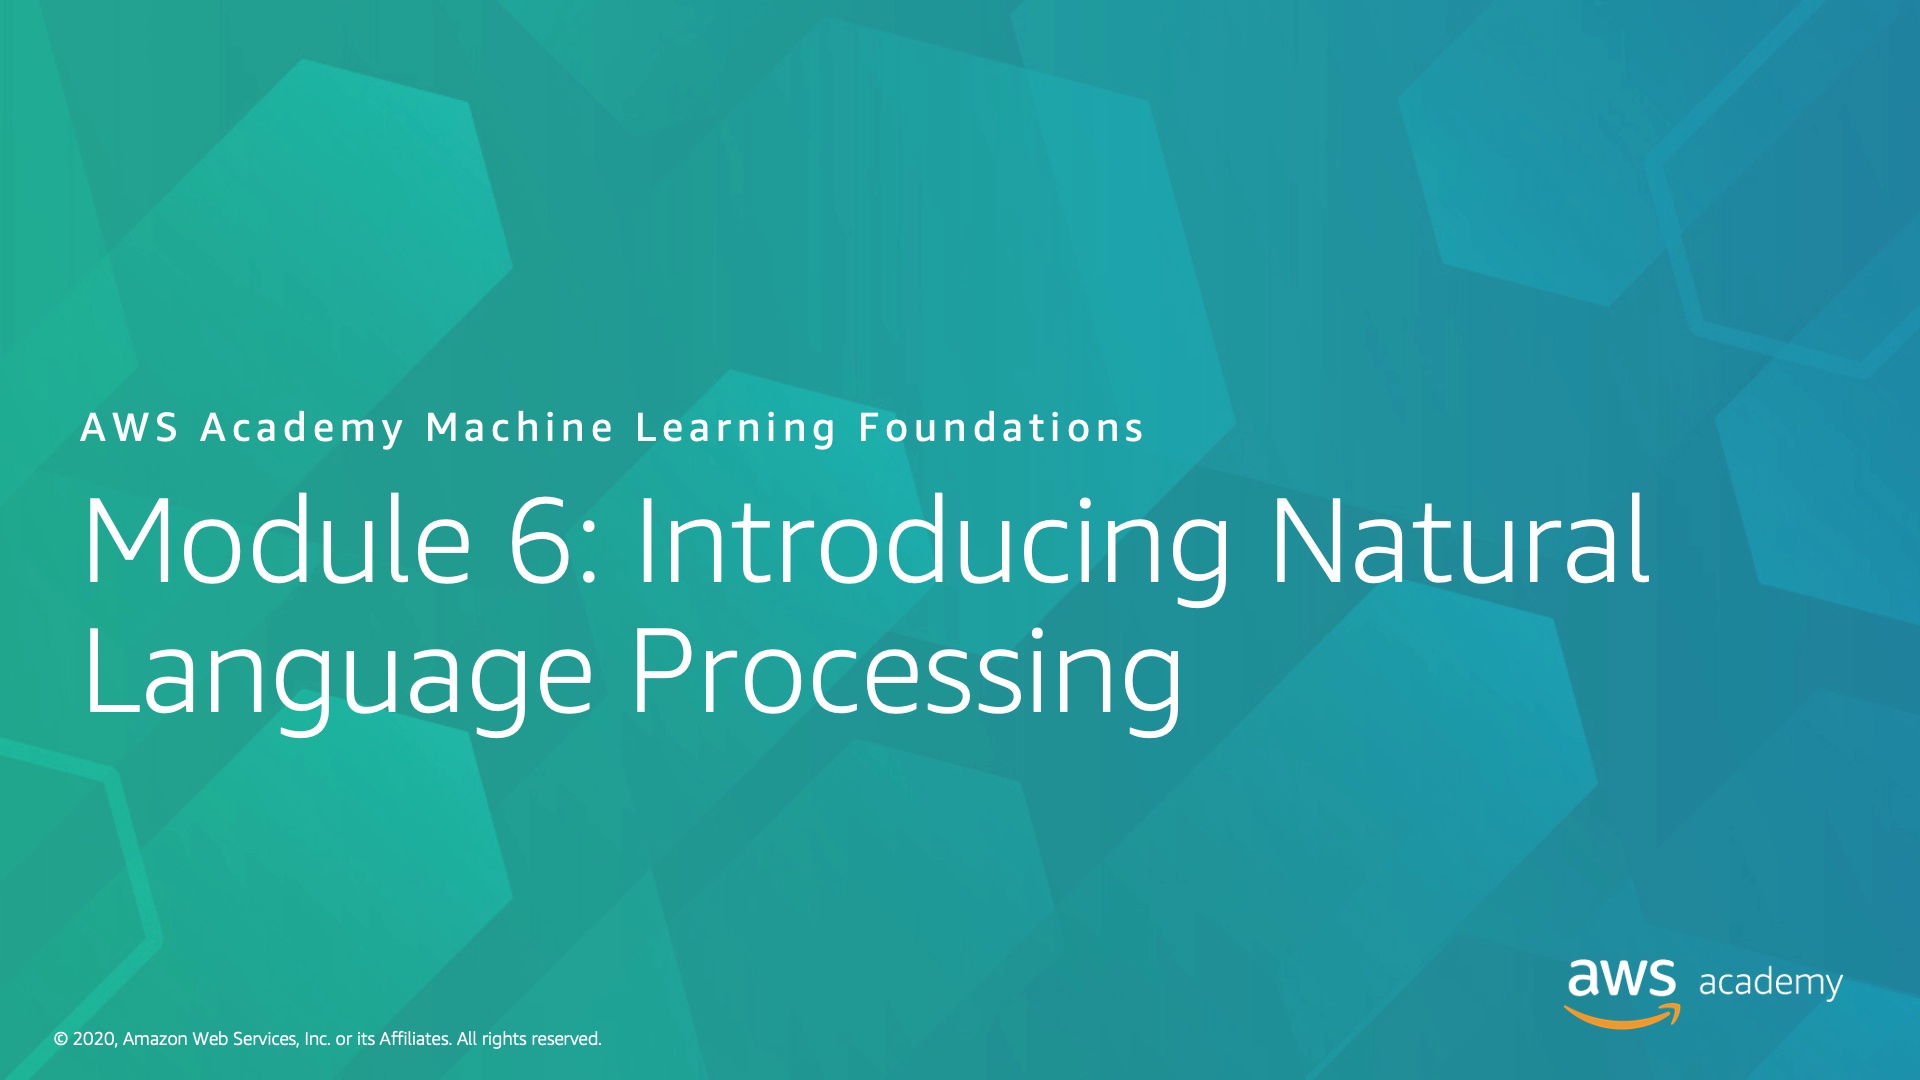 AWS Academy Machine Learning Foundations
Module 6: Introducing Natural
Language Processing
aws academy
© 2020, Amazon Web Services, Inc. or its Affiliates. All rights reserved.